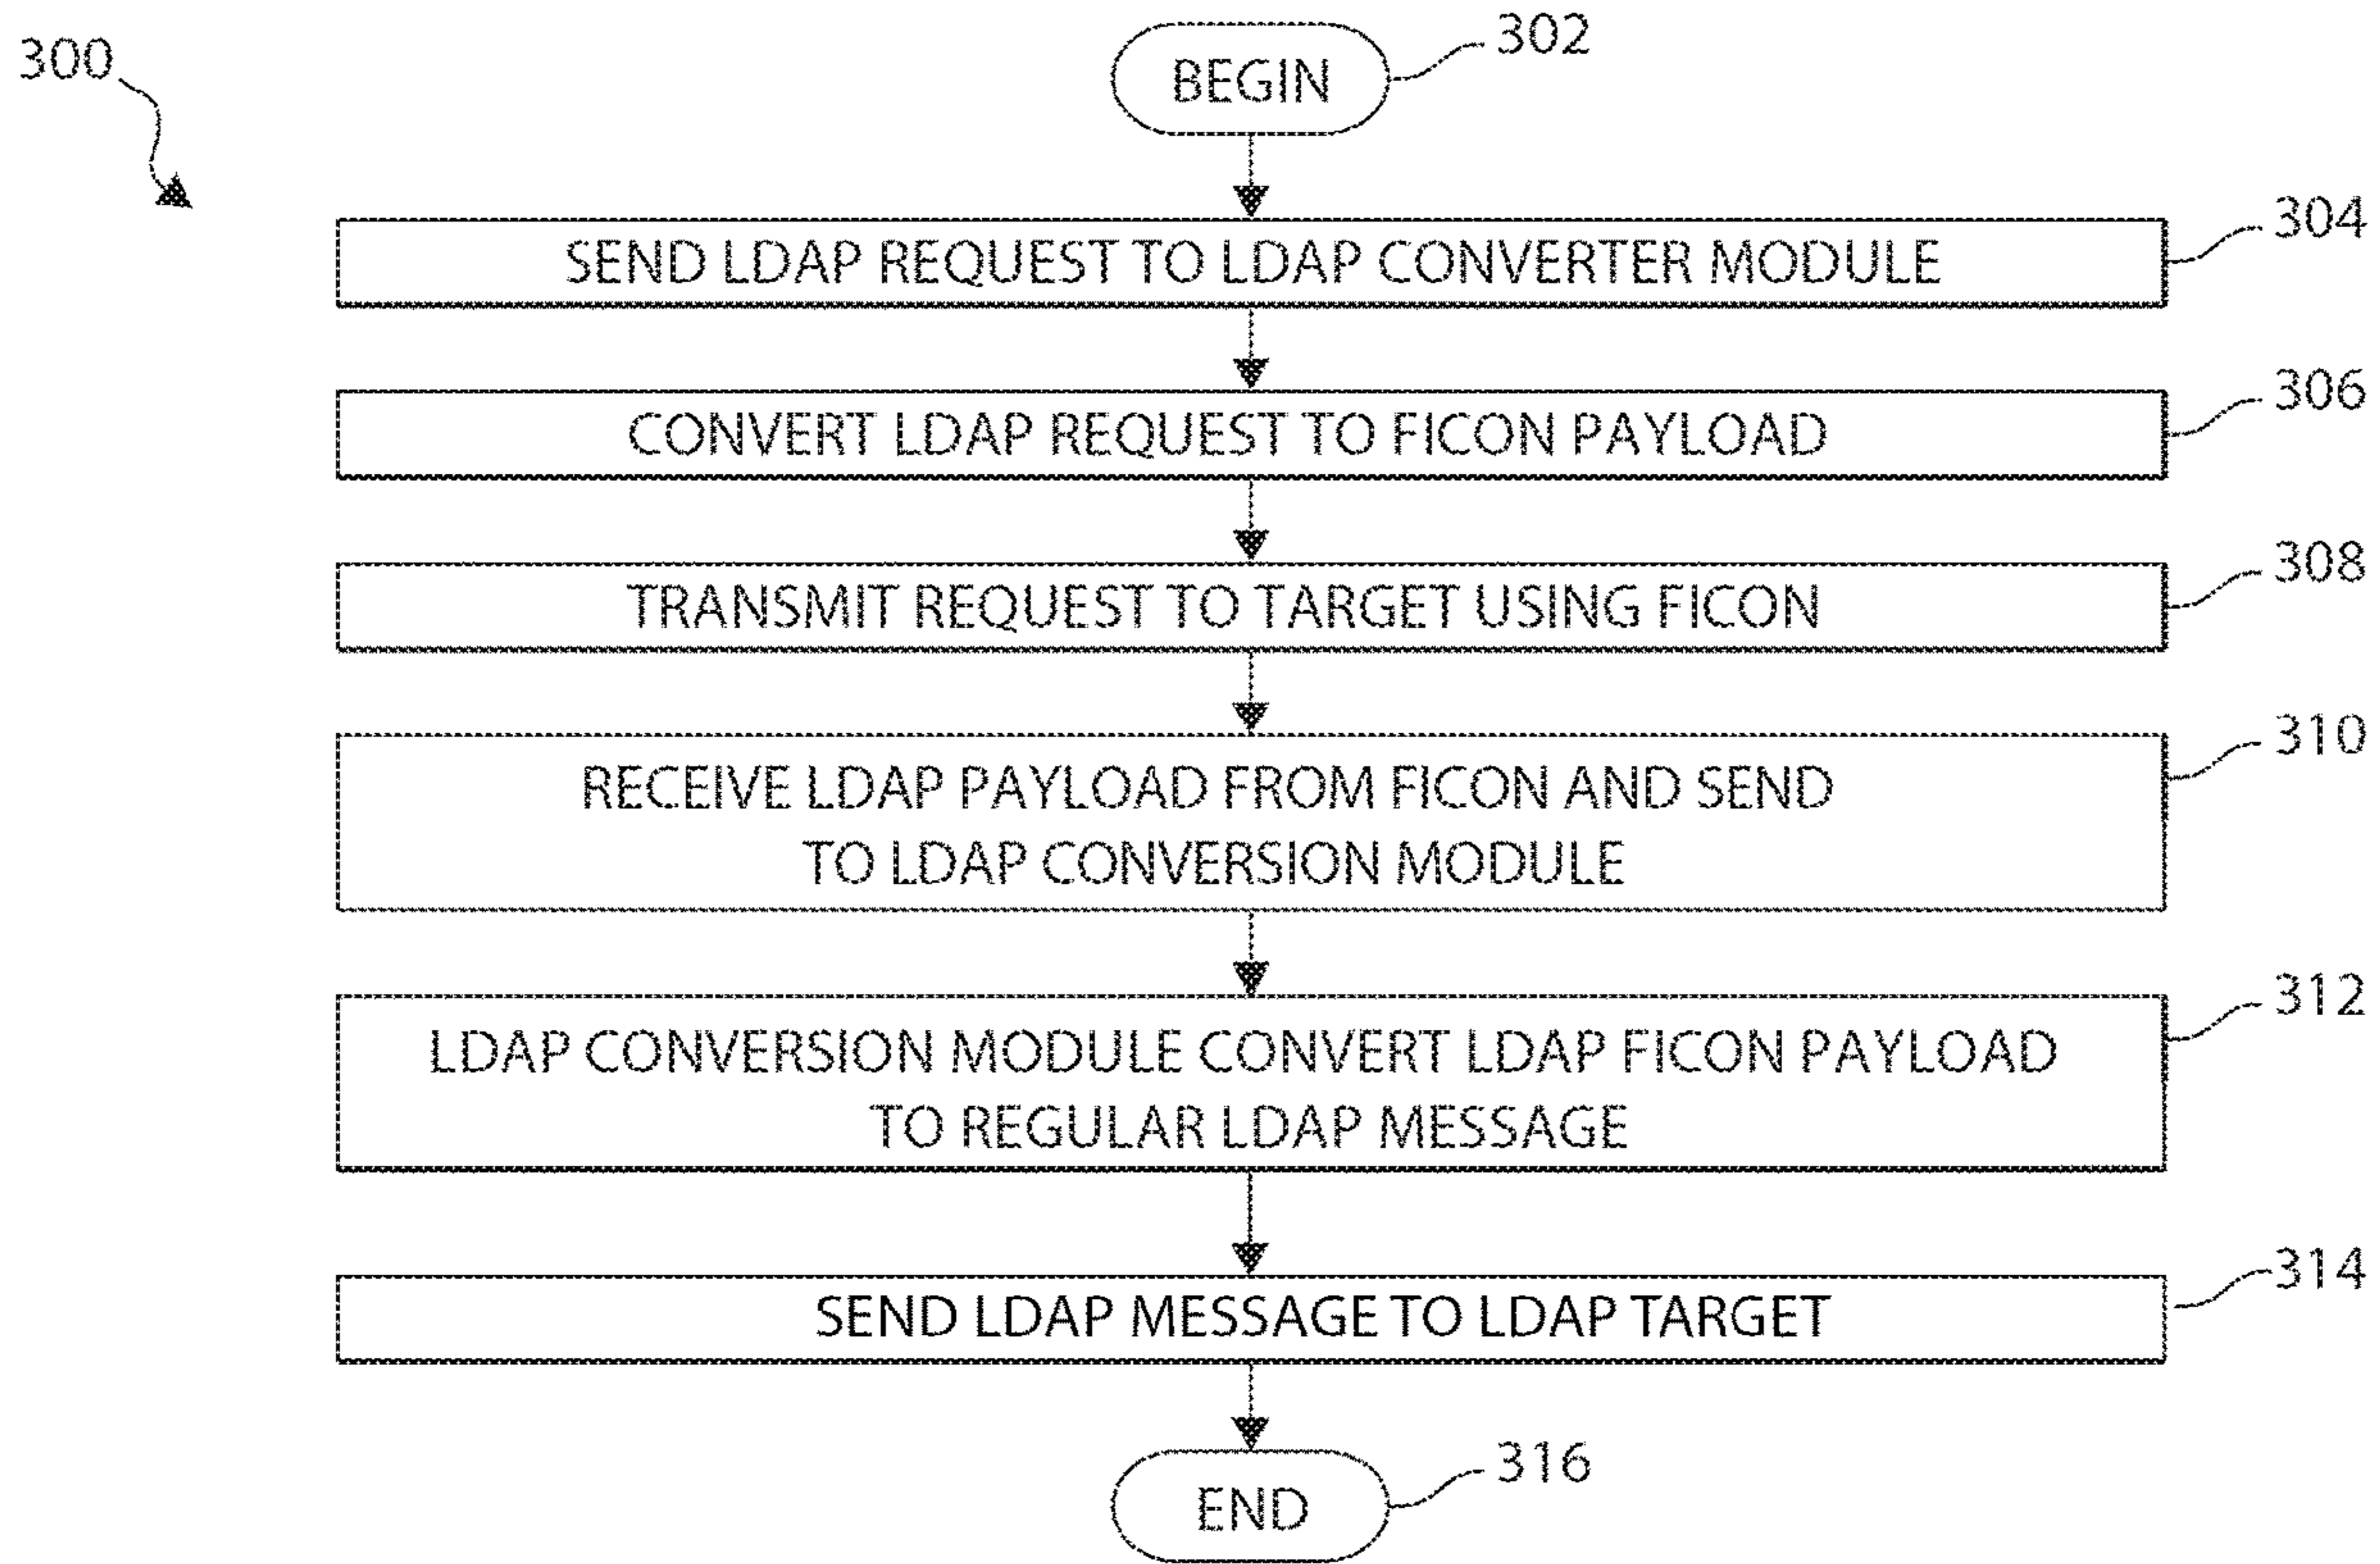 300
BEGIN
302
SEND LDAP REQUEST TO LDAP CONVERTER MODULE
304
CONVERT LDAP REQUEST TO FICON PAYLOAD
306
TRANSMIT REQUEST TO TARGET USING FICON
308
RECEIVE LDAP PAYLOAD FROM FICON AND SEND
TO LDAP CONVERSION MODULE
310
LDAP CONVERSION MODULE CONVERT LDAP FICON PAYLOAD
TO REGULAR LDAP MESSAGE
312
SEND LDAP MESSAGE TO LDAP TARGET
314
END
316